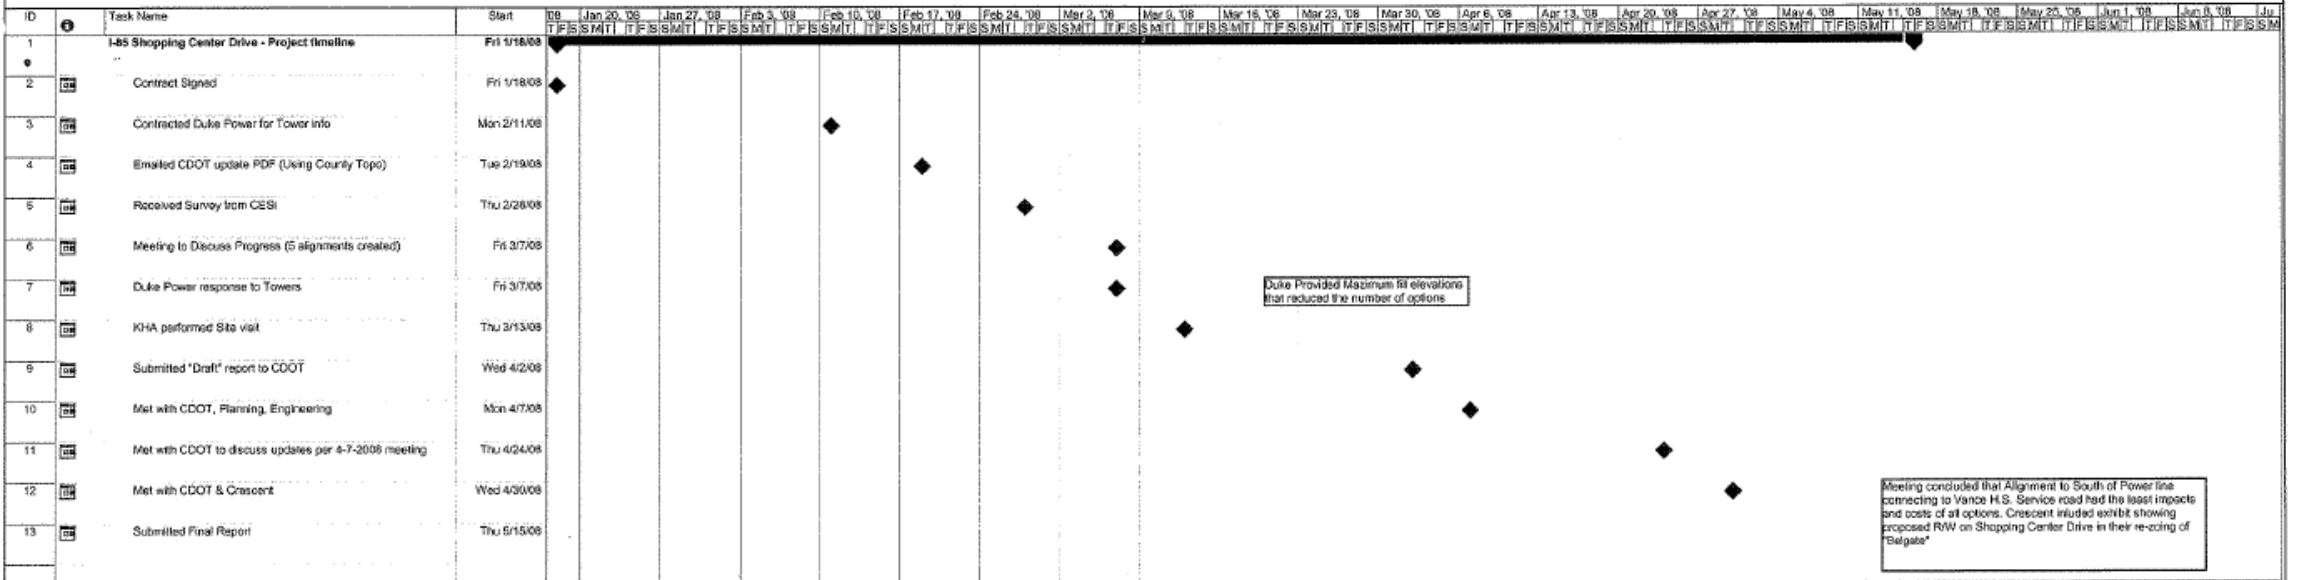 ID Task Name Start 08 Jan 20, '08 Jan 27, '08 Feb 3, '08 Feb 10, '08 Feb 17, '08 Feb 24, '08 Mar 2, '08 Mar 9, '08 Mar 16, '08 Mar 23, '08 Mar 30, '08 Apr 6, '08 Apr 13, '08 Apr 20, '08 Apr 27, '08 May 4, '08 May 11, '08 May 18, '08 May 25, '08 Jun 1, '08 Jun 8, '08 Ju
1 I-85 Shopping Center Drive - Project timeline Fri 1/18/08
2 Contract Signed Fri 1/18/08
3 Contracted Duke Power for Tower info Mon 2/11/08
4 Emailed CDOT update PDF (Using County Topo) Tue 2/19/08
5 Received Survey from CESI Thu 2/28/08
6 Meeting to Discuss Progress (5 alignments created) Fri 3/7/08
7 Duke Power response to Towers Fri 3/7/08
Duke Provided Mazimum fill elevations
that reduced the number of options
8 KHA performed Site visit Thu 3/13/08
9 Submitted "Draft" report to CDOT Wed 4/2/08
10 Met with CDOT, Planning, Engineering Mon 4/7/08
11 Met with CDOT to discuss updates per 4-7-2008 meeting Thu 4/24/08
12 Met with CDOT & Crescent Wed 4/30/08
Meeting concluded that Alignment to South of Power line
connecting to Vance H.S. Service road had the least impacts
and costs of all options. Crescent inluded exhibit showing
proposed R/W on Shopping Center Drive in their re-zoing of
"Belgate"
13 Submitted Final Report Thu 5/15/08